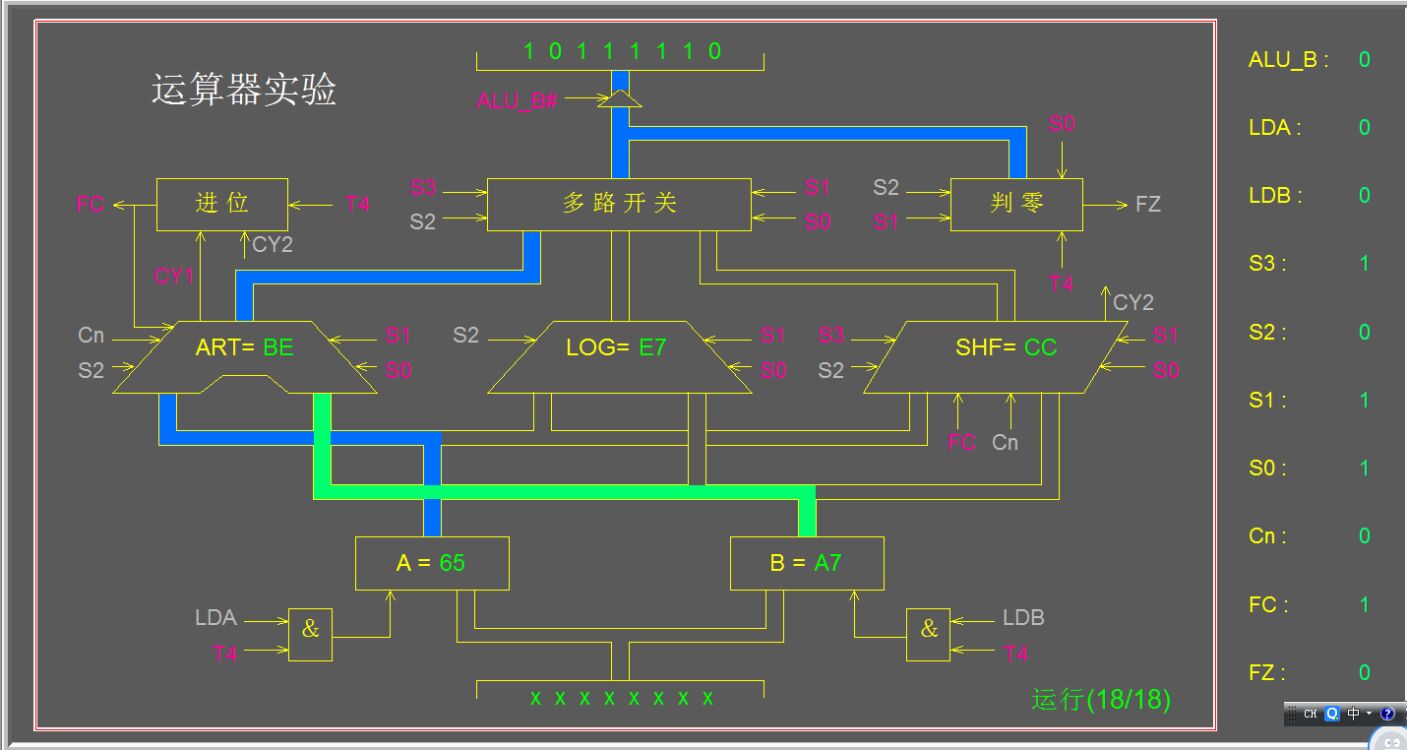 1 0 1 1 1 1 1 0
ALU_B : 0
运算器实验
ALU_B#
LDA : 0
S0
S3 多路开关 S1
S2 S0
FC 进位 T4
CY2
S2 判零 FZ
S1
T4
LDB : 0
CY1
S3 : 1
CY2
Cn ART= BE S1
S2 S0
S2 LOG= E7 S1
S0
S3 SHF= CC S1
S2 S0
S2 : 0
S1 : 1
FC Cn
S0 : 1
A = 65 B = A7
Cn : 0
LDA & & LDB
T4 T4
FC : 1
x x x x x x x x
FZ : 0
运行(18/18)
CH 中 ?